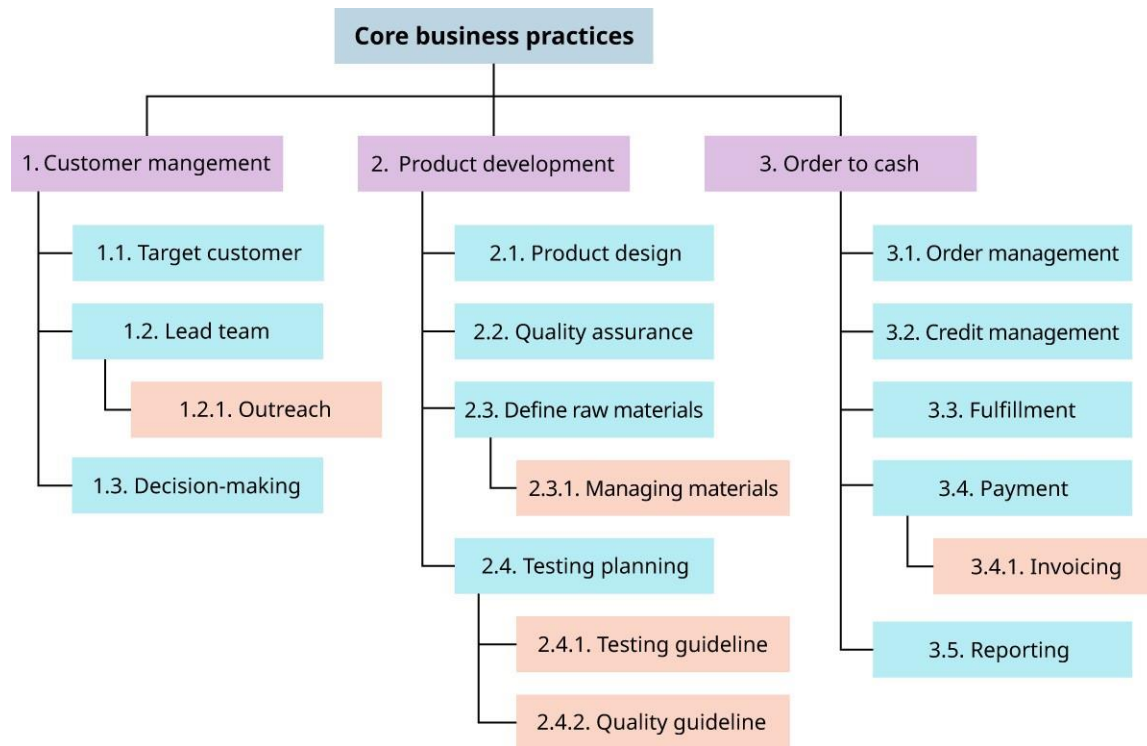 Core business practices
1. Customer mangement
1.1. Target customer
1.2. Lead team
1.2.1. Outreach
1.3. Decision-making
2. Product development
2.1. Product design
2.2. Quality assurance
2.3. Define raw materials
2.3.1. Managing materials
2.4. Testing planning
2.4.1. Testing guideline
2.4.2. Quality guideline
3. Order to cash
3.1. Order management
3.2. Credit management
3.3. Fulfillment
3.4. Payment
3.4.1. Invoicing
3.5. Reporting